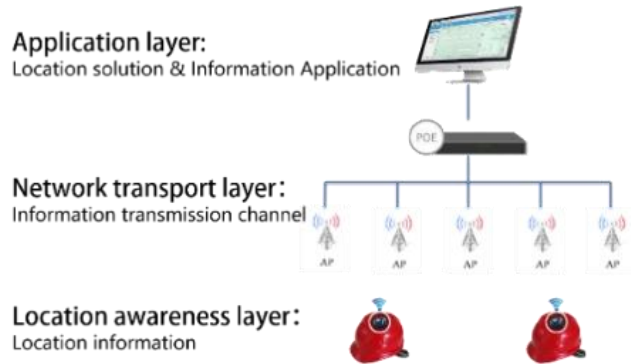 Application layer:
Location solution & Information Application
POE
Network transport layer:
Information transmission channel
AP AP AP AP AP
Location awareness layer:
Location information